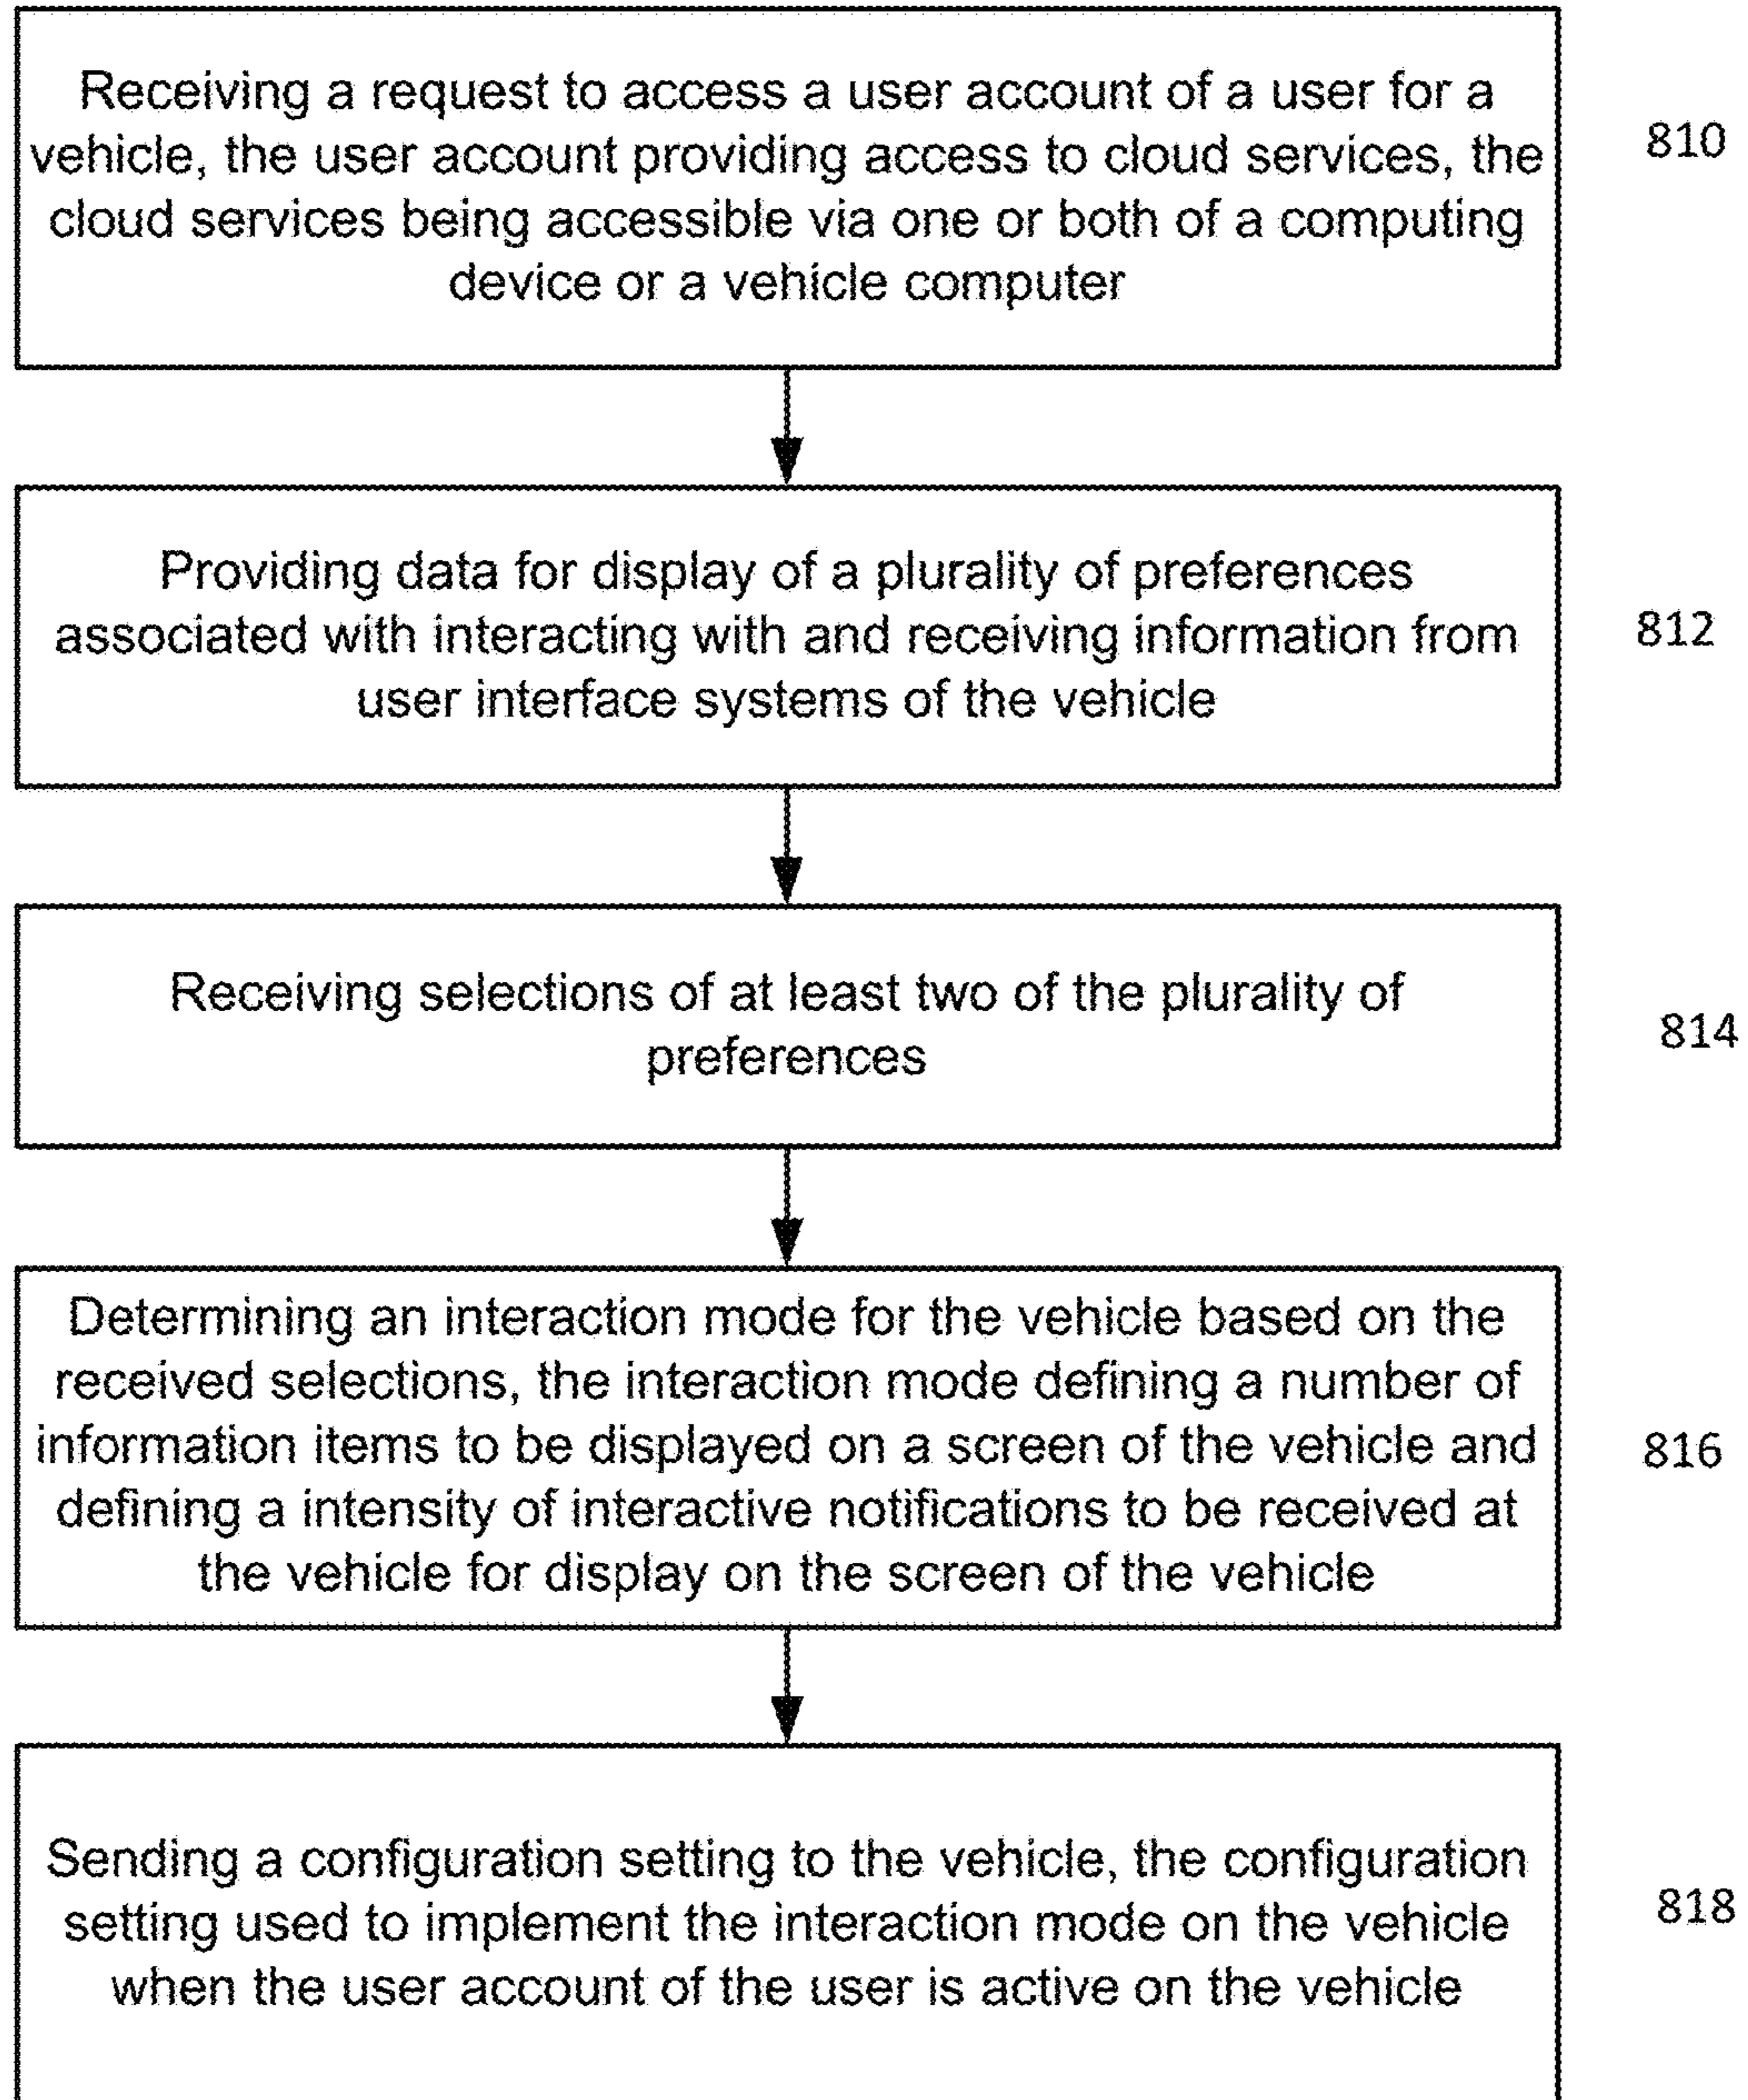 Receiving a request to access a user account of a user for a
vehicle, the user account providing access to cloud services, the
cloud services being accessible via one or both of a computing
device or a vehicle computer
810
Providing data for display of a plurality of preferences
associated with interacting with and receiving information from
user interface systems of the vehicle
812
Receiving selections of at least two of the plurality of
preferences
814
Determining an interaction mode for the vehicle based on the
received selections, the interaction mode defining a number of
information items to be displayed on a screen of the vehicle and
defining a intensity of interactive notifications to be received at
the vehicle for display on the screen of the vehicle
816
Sending a configuration setting to the vehicle, the configuration
setting used to implement the interaction mode on the vehicle
when the user account of the user is active on the vehicle
818